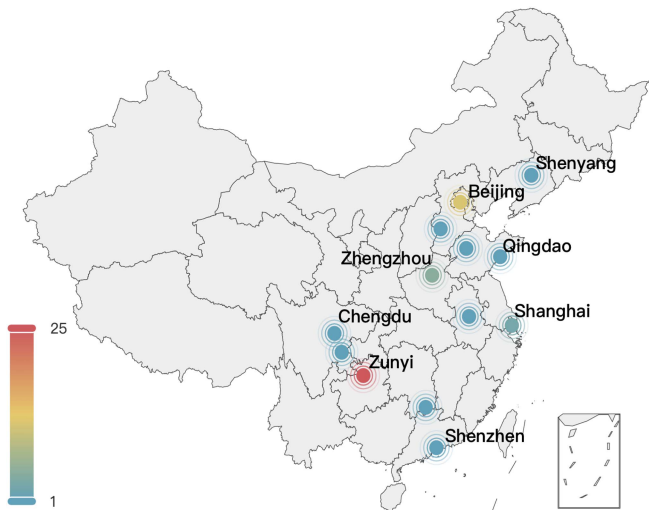 Shenyang
Beijing
Qingdao
Zhengzhou
Shanghai
Chengdu
25
Zunyi
Shenzhen
1